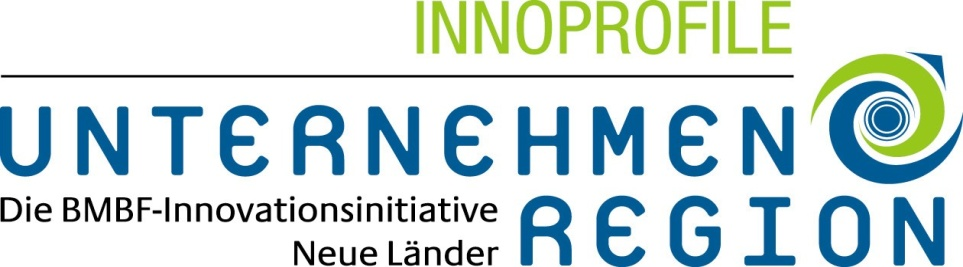 INNOPROFILE
UNTERNEHMEN
Die BMBF-Innovationsinitiative
Neue Länder
REGION